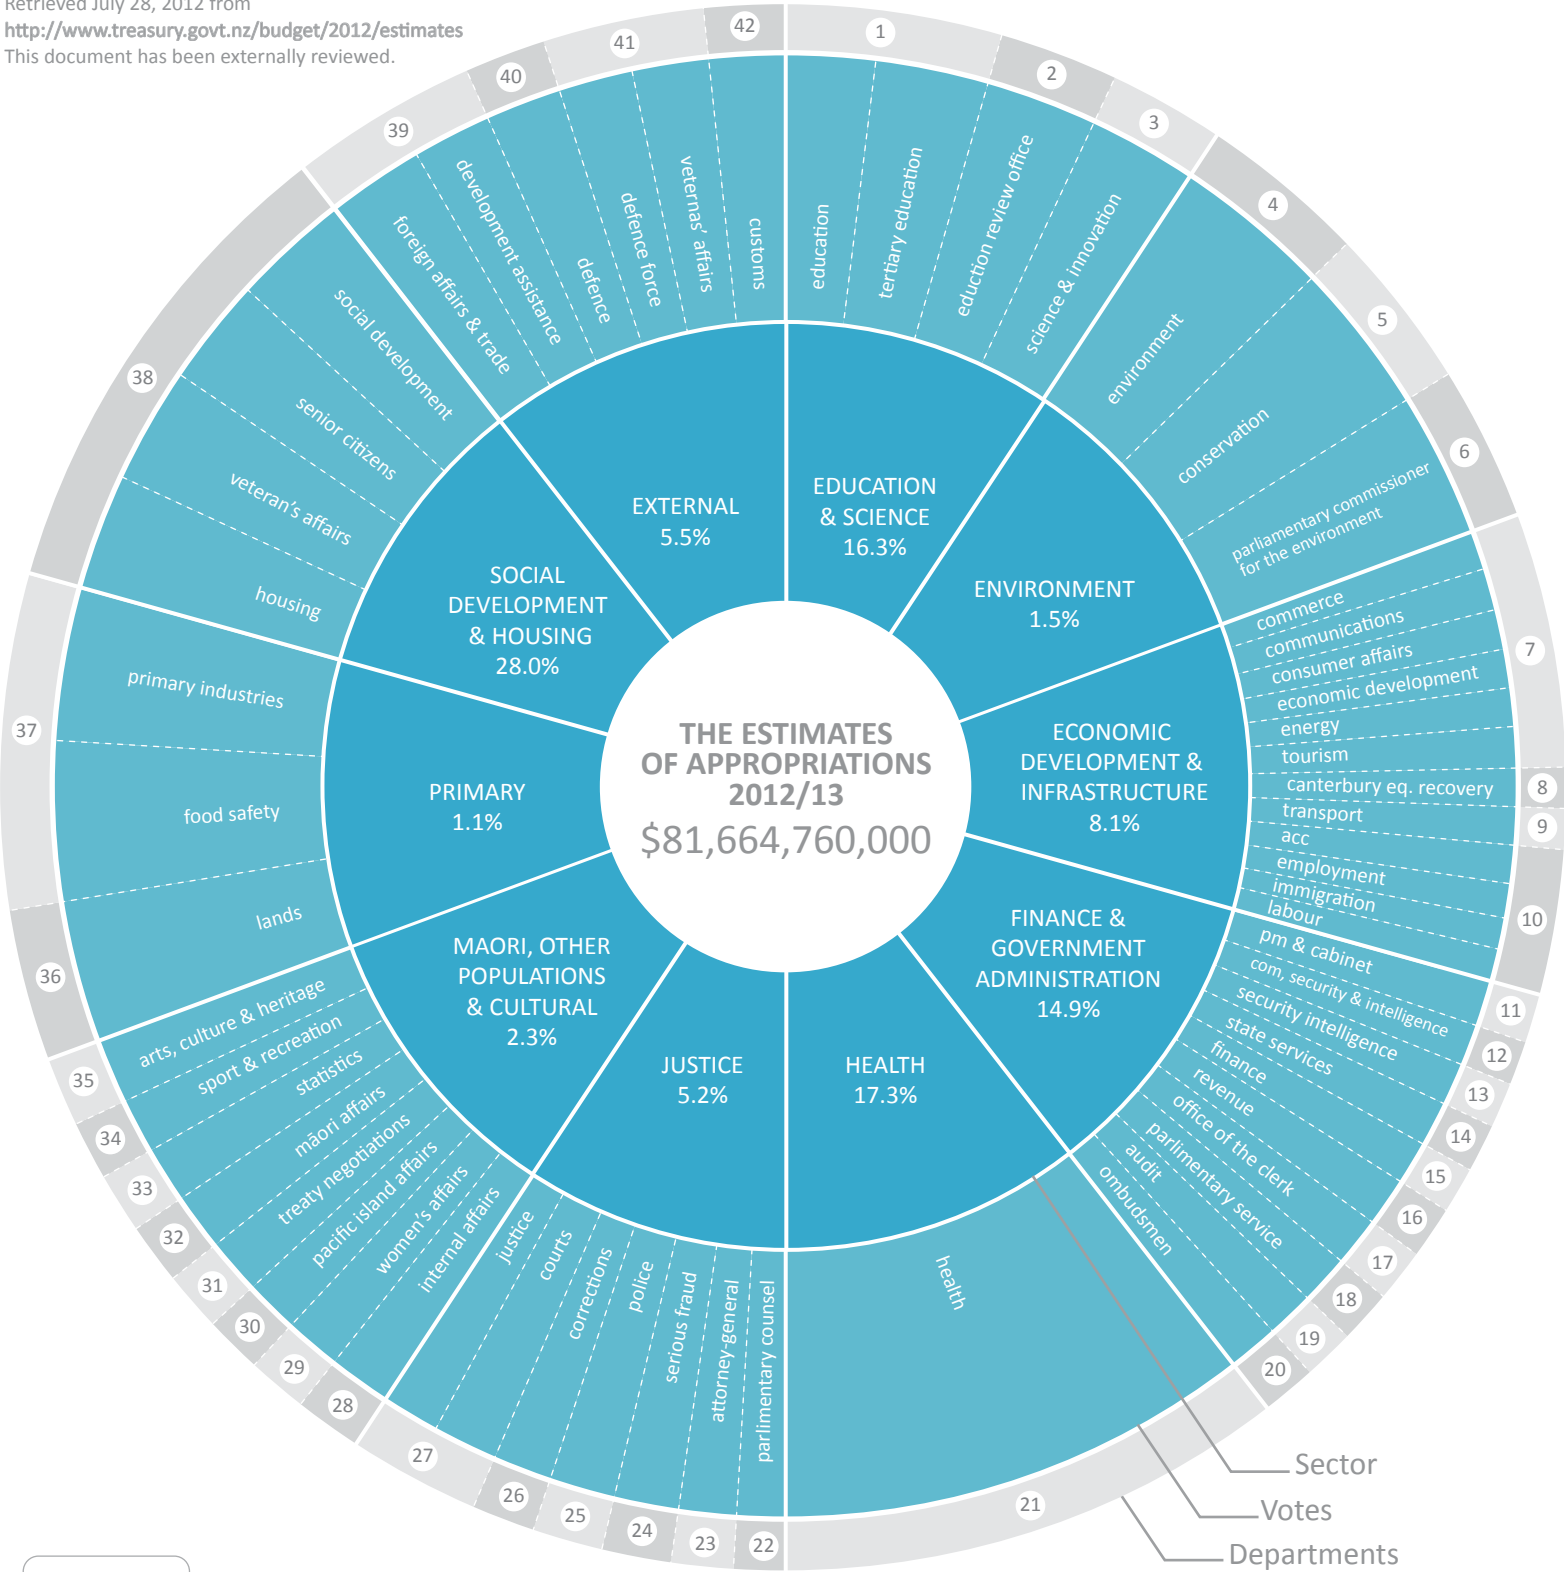 Retrieved July 28, 2012 from
http://www.treasury.govt.nz/budget/2012/estimates
This document has been externally reviewed.
THE ESTIMATES
OF APPROPRIATIONS
2012/13
$81,664,760,000
EDUCATION
& SCIENCE
16.3%
ENVIRONMENT
1.5%
ECONOMIC
DEVELOPMENT &
INFRASTRUCTURE
8.1%
FINANCE &
GOVERNMENT
ADMINISTRATION
14.9%
HEALTH
17.3%
JUSTICE
5.2%
MAORI, OTHER
POPULATIONS
& CULTURAL
2.3%
PRIMARY
1.1%
SOCIAL
DEVELOPMENT
& HOUSING
28.0%
EXTERNAL
5.5%
education
tertiary education
eduction review office
science & innovation
environment
conservation
parliamentary commissioner
for the environment
commerce
communications
consumer affairs
economic development
energy
tourism
canterbury eq. recovery
transport
acc
employment
immigration
labour
pm & cabinet
com, security & intelligence
security intelligence
state services
finance
revenue
office of the clerk
parlimentary service
audit
ombudsmen
health
parlimentary counsel
attorney-general
serious fraud
police
corrections
courts
justice
internal affairs
women's affairs
pacific island affairs
treaty negotiations
māori affairs
statistics
sport & recreation
arts, culture & heritage
lands
food safety
primary industries
housing
veteran's affairs
senior citizens
social development
foreign affairs & trade
development assistance
defence
defence force
veternas' affairs
customs
1
2
3
4
5
6
7
8
9
10
11
12
13
14
15
16
17
18
19
20
21
22
23
24
25
26
27
28
29
30
31
32
33
34
35
36
37
38
39
40
41
42
Sector
Votes
Departments